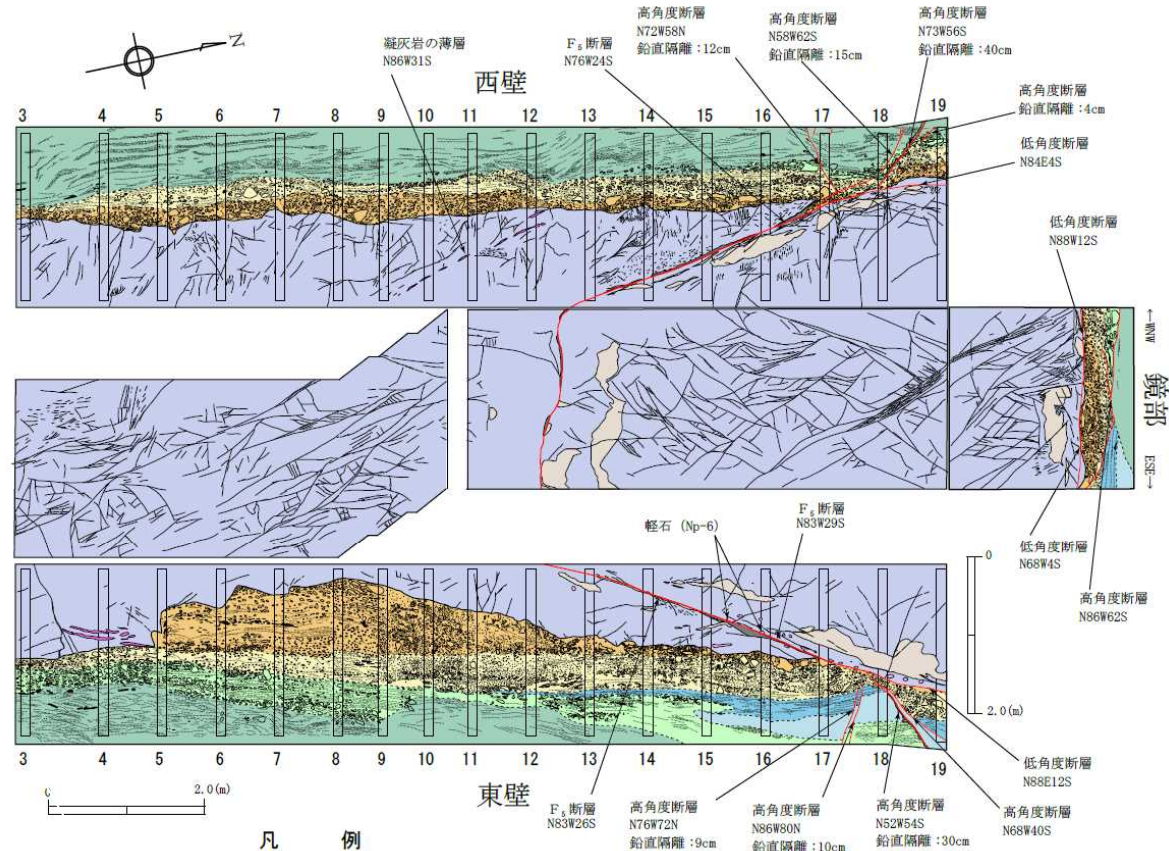 高角度断層
N72W58N
鉛直隔離:12cm
高角度断層
N58W62S
鉛直隔離:15cm
高角度断層
N73W56S
鉛直隔離:40cm
N
凝灰岩の薄層
N86W31S
F₅断層
N76W24S
西壁
高角度断層
鉛直隔離:4cm
低角度断層
N84E4S
3 4 5 6 7 8 9 10 11 12 13 14 15 16 17 18 19
低角度断層
N88W12S
←WNW
鏡部
ESE→
軽石 (Np-6)
F₅断層
N83W29S
低角度断層
N68W4S
高角度断層
N86W62S
0
2.0(m)
3 4 5 6 7 8 9 10 11 12 13 14 15 16 17 18 19
0 2.0(m)
東壁
低角度断層
N88E12S
F₅断層
N83W26S
高角度断層
N76W72N
鉛直隔離:9cm
高角度断層
N86W80N
鉛直隔離:10cm
高角度断層
N52W54S
鉛直隔離:30cm
高角度断層
N68W40S
凡 例